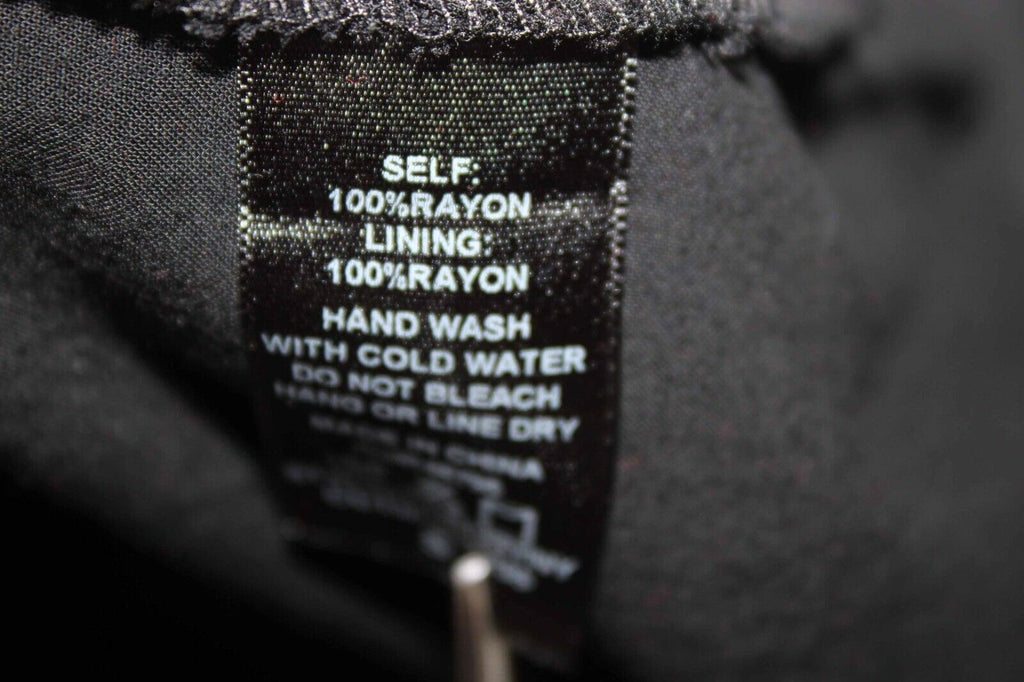 SELF:
100%RAYON
LINING:
100%RAYON
HAND WASH
WITH COLD WATER
DO NOT BLEACH
HANG OR LINE DRY
MADE IN CHINA